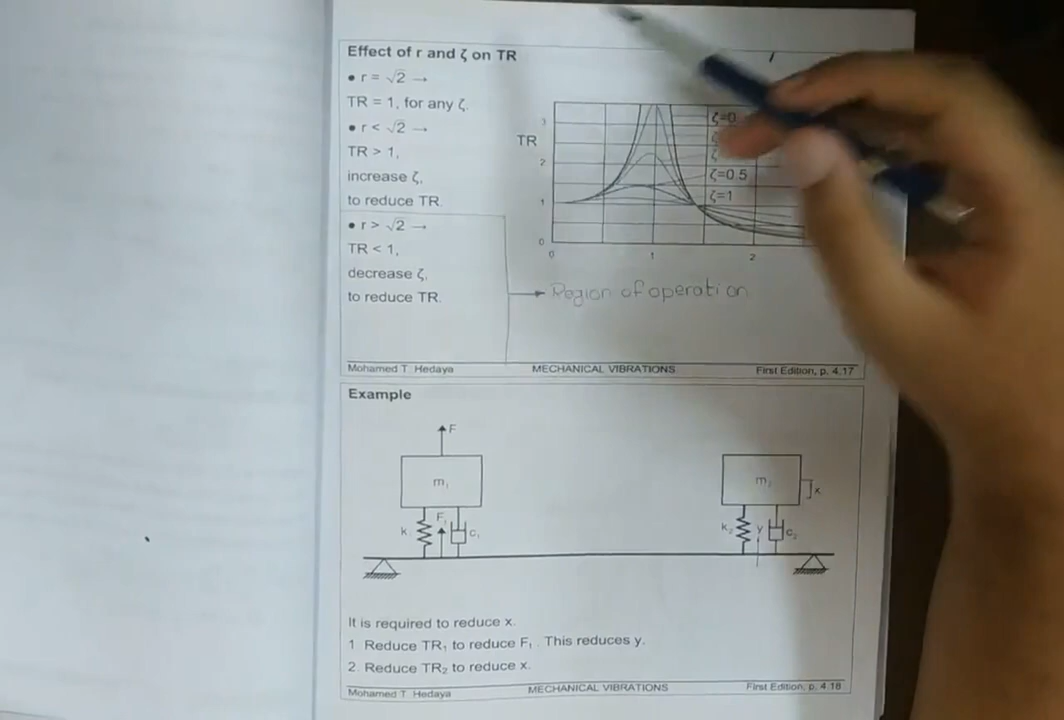 Effect of r and ζ on TR
• r = √2 →
TR = 1, for any ζ.
• r < √2 →
TR > 1,
increase ζ,
to reduce TR.
• r > √2 →
TR < 1,
decrease ζ,
to reduce TR.
TR
3
2
1
0
0
1
2
ζ=0
ζ
ζ
ζ=0.5
ζ=1
Region of operation
Mohamed T. Hedaya MECHANICAL VIBRATIONS First Edition, p. 4.17
Example
F
m₁
k
F₁
c₁
m₂
x
k₂
y
c₂
It is required to reduce x.
1 Reduce TR₁ to reduce F₁. This reduces y.
2. Reduce TR₂ to reduce x.
Mohamed T. Hedaya MECHANICAL VIBRATIONS First Edition, p. 4.18